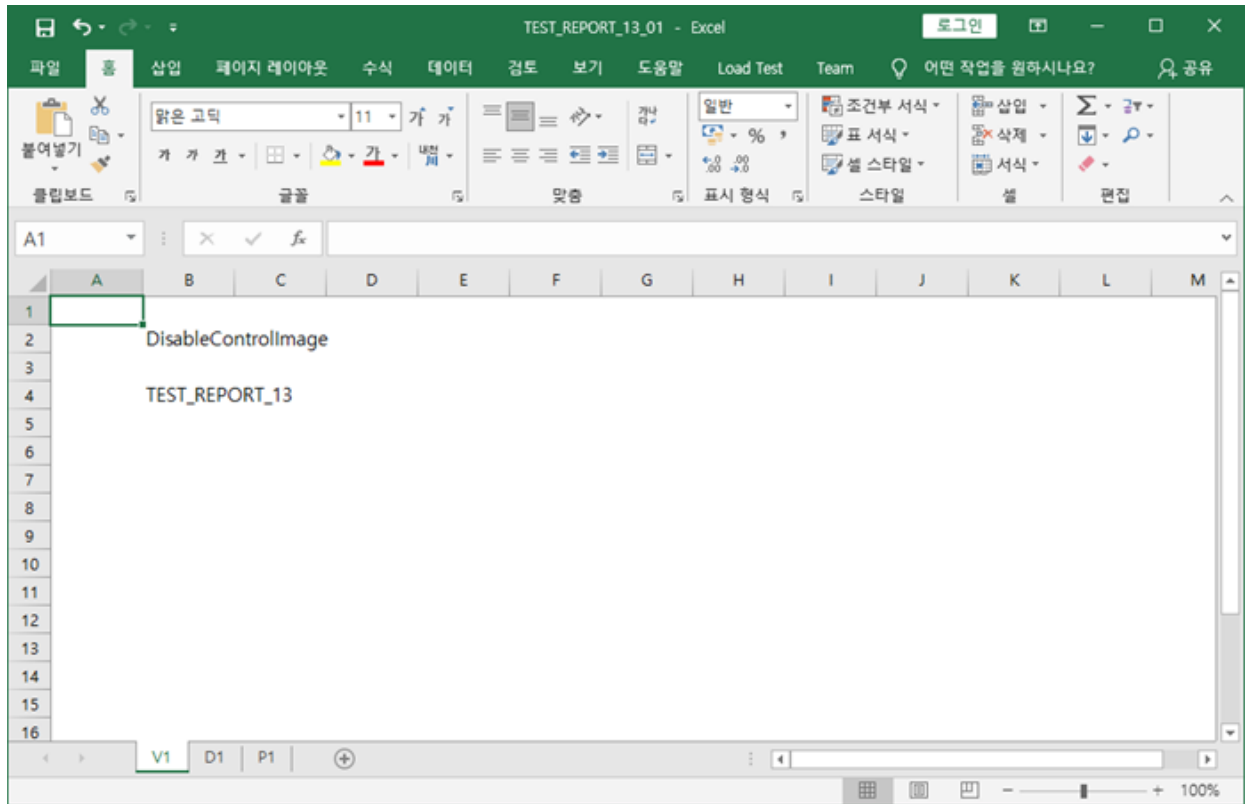 TEST_REPORT_13_01 - Excel
로그인
파일 홈 삽입 페이지 레이아웃 수식 데이터 검토 보기 도움말 Load Test Team 어떤 작업을 원하시나요? 공유
붙여넣기
맑은 고딕 11 가 가
가 가 가 가 내천
일반
% ,
조건부 서식
표 서식
셀 스타일
삽입
삭제
서식
클립보드 글꼴 맞춤 표시 형식 스타일 셀 편집
A1 fx
A B C D E F G H I J K L M
1
2 DisableControlImage
3
4 TEST_REPORT_13
5
6
7
8
9
10
11
12
13
14
15
16
V1 D1 P1
100%